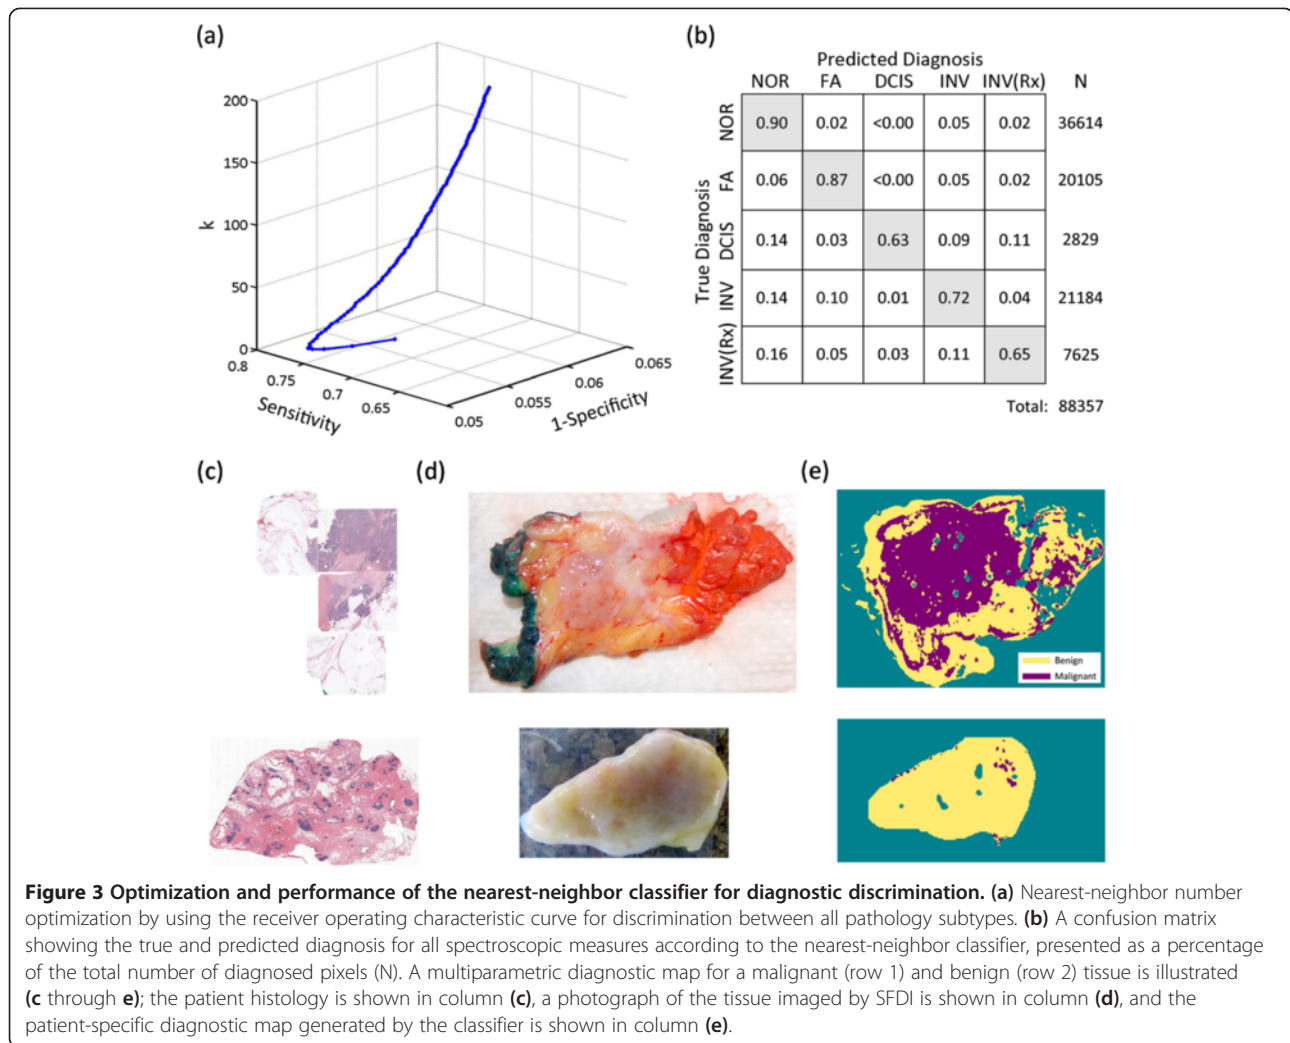 (a)
200
150
100
50
0
k
0.8
0.75
0.7
0.65
Sensitivity
0.05
0.055
0.06
0.065
1-Specificity
(b)
Predicted Diagnosis
NOR FA DCIS INV INV(Rx) N
True Diagnosis
NOR 0.90 0.02 <0.00 0.05 0.02 36614
FA 0.06 0.87 <0.00 0.05 0.02 20105
DCIS 0.14 0.03 0.63 0.09 0.11 2829
INV 0.14 0.10 0.01 0.72 0.04 21184
INV(Rx) 0.16 0.05 0.03 0.11 0.65 7625
Total: 88357
(c)
(d)
(e)
Benign
Malignant
Figure 3 Optimization and performance of the nearest-neighbor classifier for diagnostic discrimination. (a) Nearest-neighbor number
optimization by using the receiver operating characteristic curve for discrimination between all pathology subtypes. (b) A confusion matrix
showing the true and predicted diagnosis for all spectroscopic measures according to the nearest-neighbor classifier, presented as a percentage
of the total number of diagnosed pixels (N). A multiparametric diagnostic map for a malignant (row 1) and benign (row 2) tissue is illustrated
(c through e); the patient histology is shown in column (c), a photograph of the tissue imaged by SFDI is shown in column (d), and the
patient-specific diagnostic map generated by the classifier is shown in column (e).